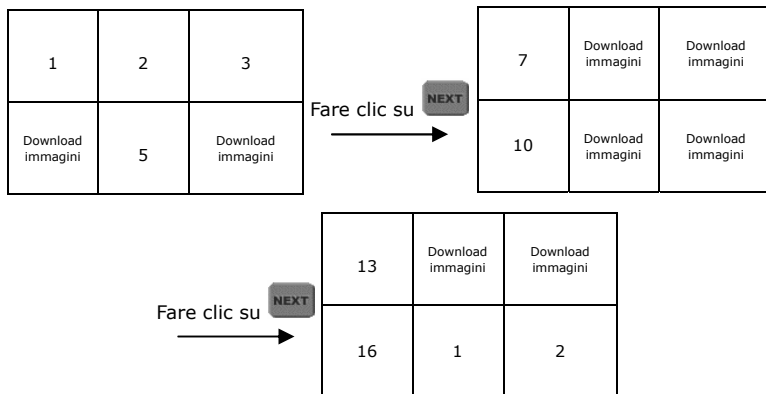 1 2 3
Download immagini 5 Download immagini
Fare clic su NEXT
7 Download immagini Download immagini
10 Download immagini Download immagini
Fare clic su NEXT
13 Download immagini Download immagini
16 1 2